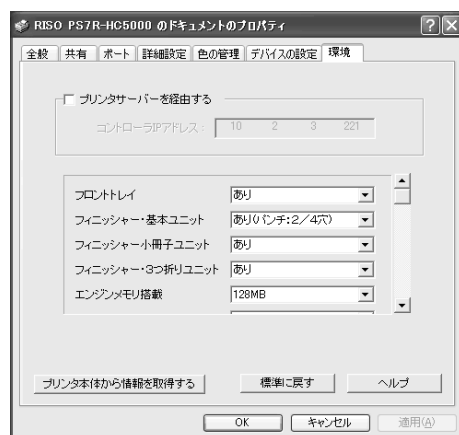 RISO PS7R-HC5000 のドキュメントのプロパティ
全般 共有 ポート 詳細設定 色の管理 デバイスの設定 環境
プリンタサーバーを経由する
コントローラIPアドレス: 10 2 3 221
フロントトレイ あり
フィニッシャー・基本ユニット あり(パンチ:2/4穴)
フィニッシャー小冊子ユニット あり
フィニッシャー・3つ折りユニット あり
エンジンメモリ搭載 128MB
プリンタ本体から情報を取得する 標準に戻す ヘルプ
OK キャンセル 適用(A)